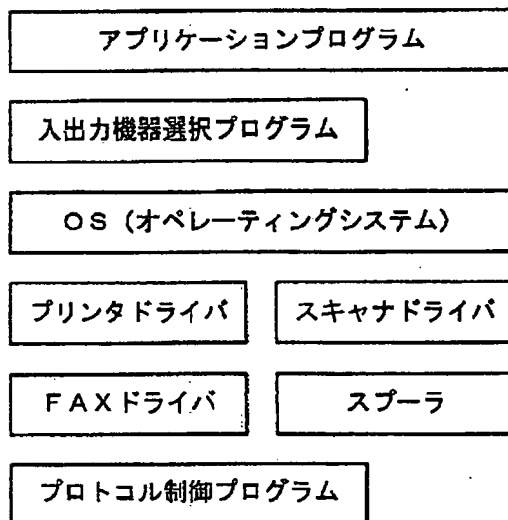 アプリケーションプログラム
入出力機器選択プログラム
OS(オペレーティングシステム)
プリンタドライバ　スキャナドライバ
FAXドライバ　スプーラ
プロトコル制御プログラム